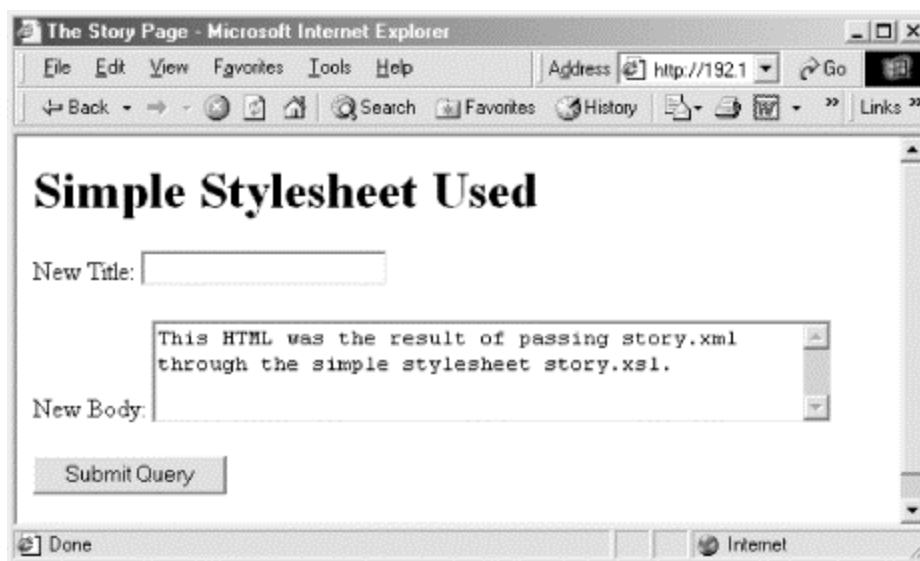 The Story Page - Microsoft Internet Explorer
File Edit View Favorites Tools Help Address http://192.1 Go
Back Search Favorites History W » Links »
Simple Stylesheet Used
New Title:
This HTML was the result of passing story.xml
through the simple stylesheet story.xsl.
New Body:
Submit Query
Done Internet